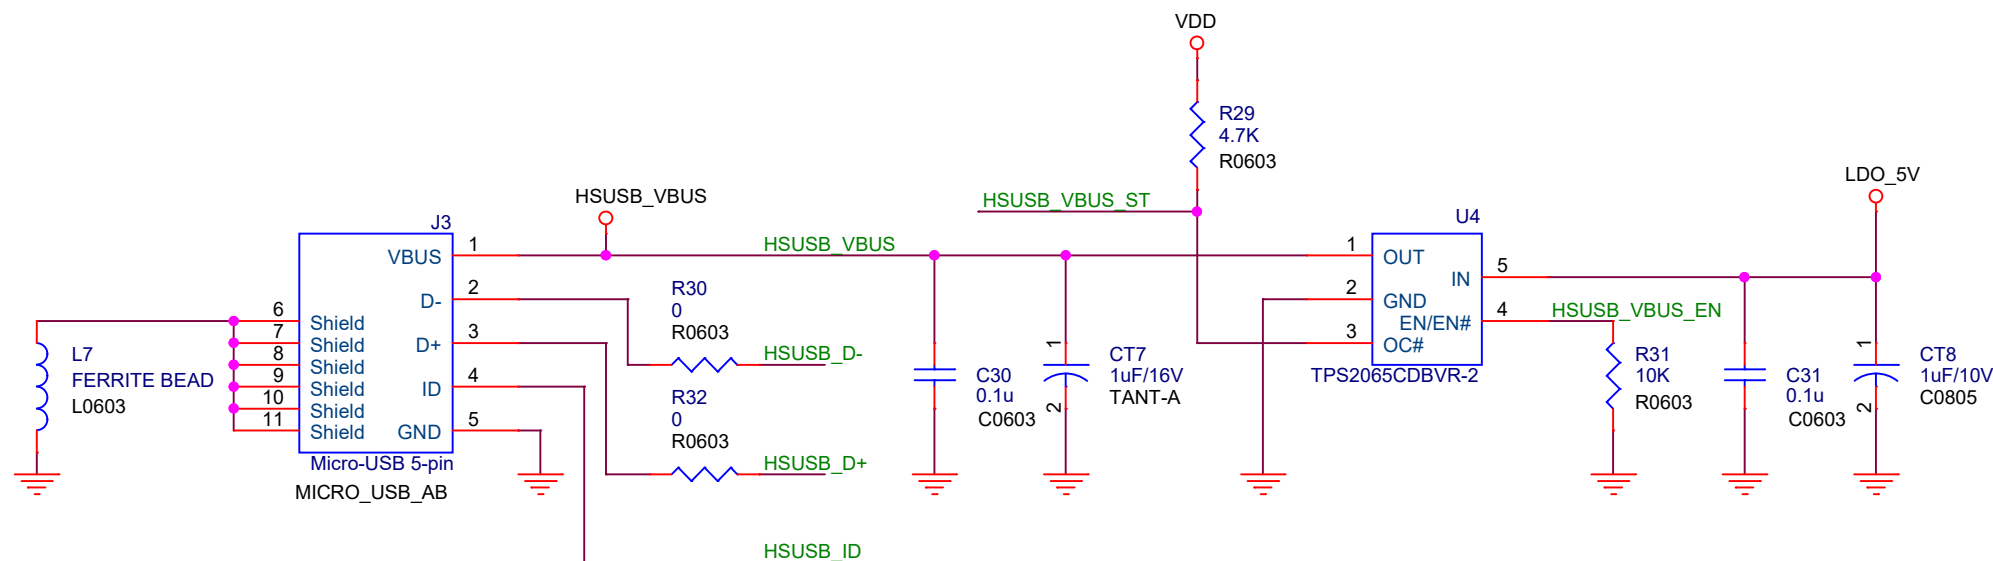 VDD
R29
4.7K
R0603
LDO_5V
HSUSB_VBUS
HSUSB_VBUS_ST
J3
U4
1
HSUSB_VBUS
1
VBUS
OUT
5
IN
2
D-
R30
0
R0603
2
GND
4
HSUSB_VBUS_EN
EN/EN#
6
Shield
7
Shield
8
Shield
9
Shield
10
Shield
11
Shield
3
D+
HSUSB_D-
3
OC#
TPS2065CDBVR-2
L7
FERRITE BEAD
L0603
4
ID
R32
0
R0603
5
GND
HSUSB_D+
C30
0.1u
C0603
1
CT7
1uF/16V
TANT-A
2
R31
10K
R0603
C31
0.1u
C0603
1
CT8
1uF/10V
C0805
2
Micro-USB 5-pin
MICRO_USB_AB
HSUSB_ID